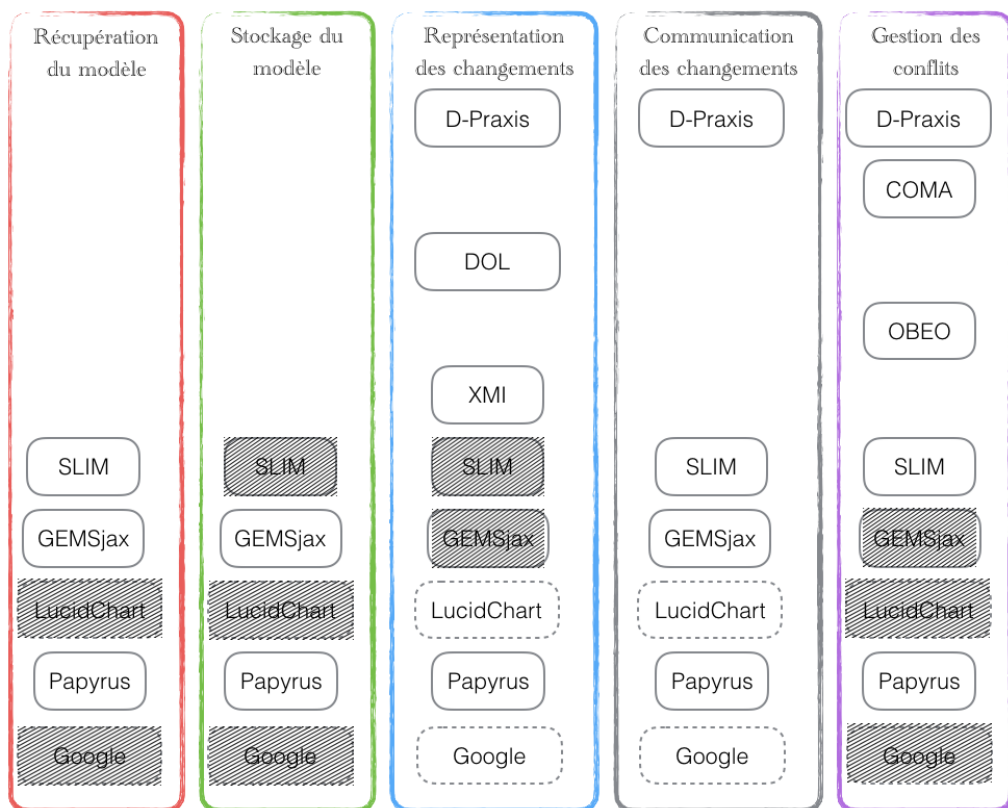 Récupération
du modèle
Stockage du
modèle
Représentation
des changements
Communication
des changements
Gestion des
conflits
D-Praxis
D-Praxis
D-Praxis
COMA
DOL
OBEO
XMI
SLIM
SLIM
SLIM
SLIM
SLIM
GEMSjax
GEMSjax
GEMSjax
GEMSjax
GEMSjax
LucidChart
LucidChart
LucidChart
LucidChart
LucidChart
Papyrus
Papyrus
Papyrus
Papyrus
Papyrus
Google
Google
Google
Google
Google